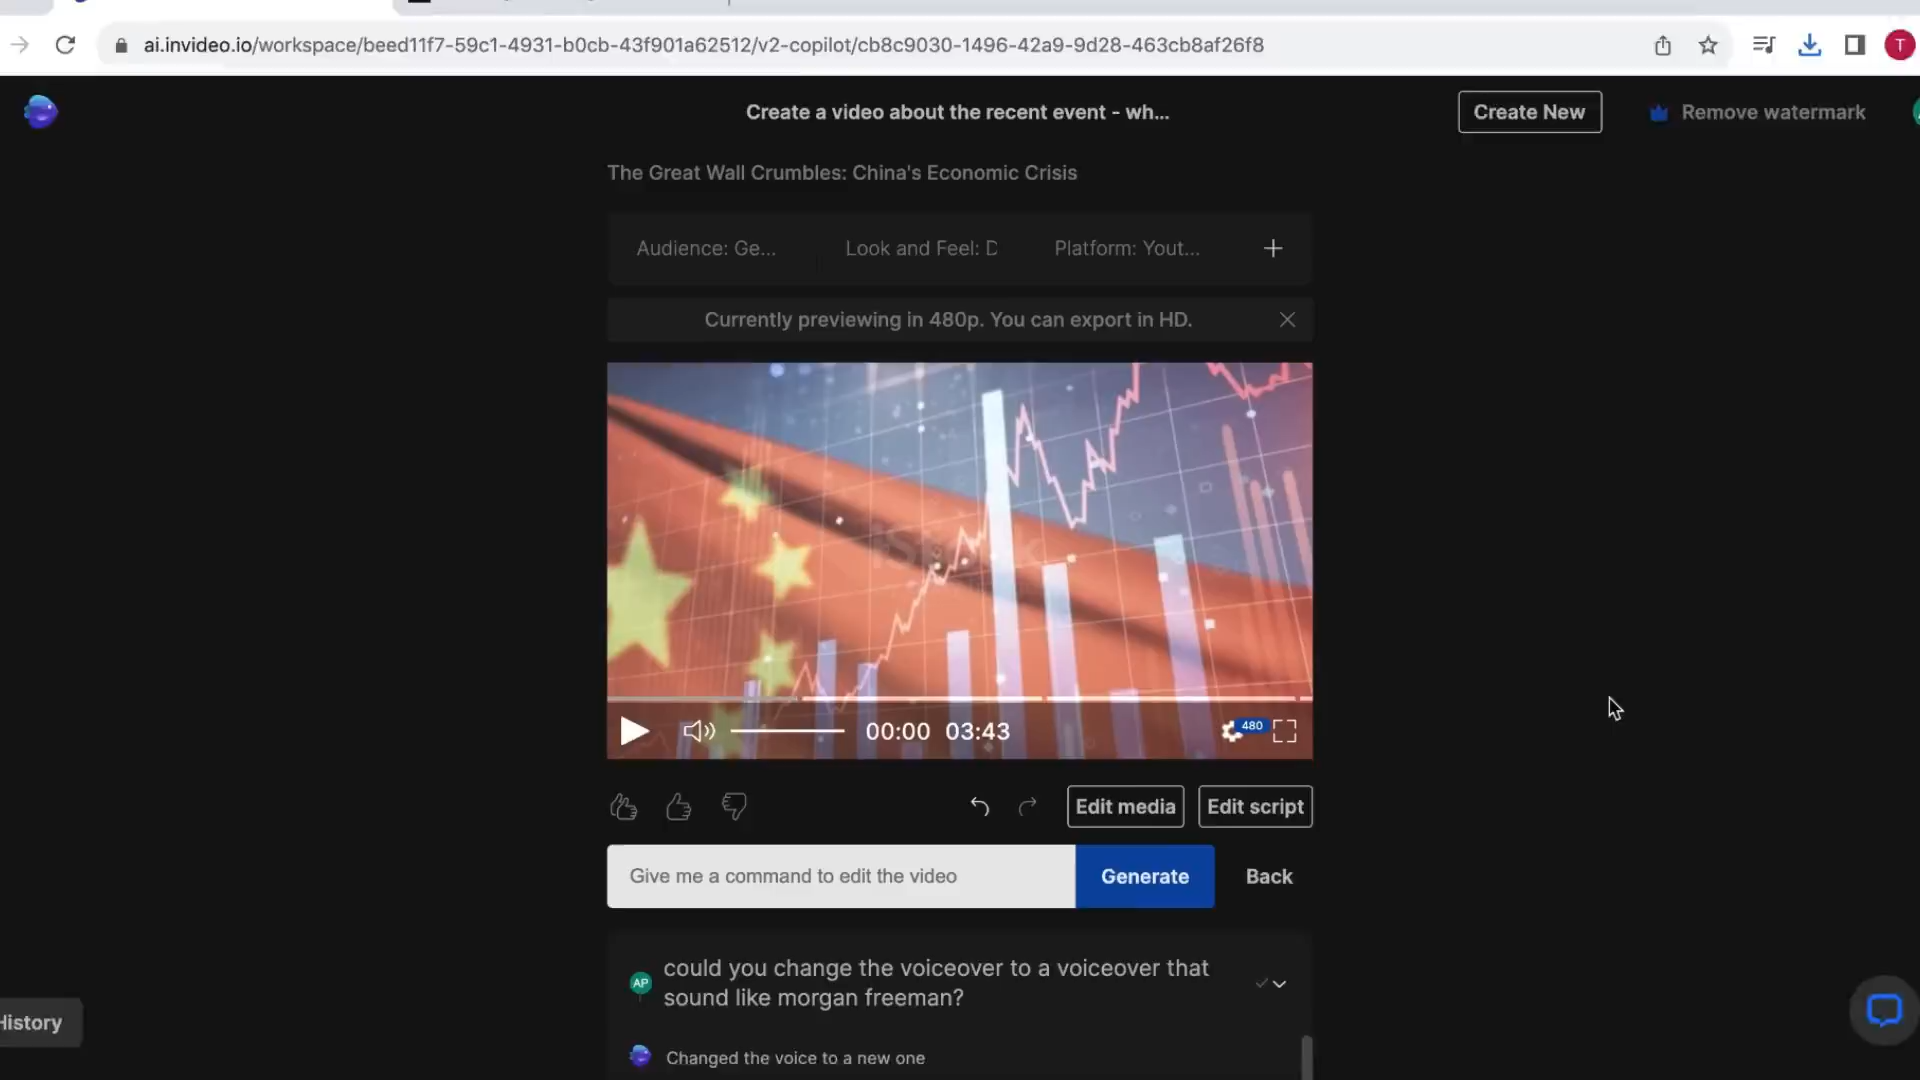 ai.invideo.io/workspace/beed11f7-59c1-4931-b0cb-43f901a62512/v2-copilot/cb8c9030-1496-42a9-9d28-463cb8af26f8
T
Create a video about the recent event - wh...
Create New
Remove watermark
The Great Wall Crumbles: China's Economic Crisis
Audience: Ge...
Look and Feel: D
Platform: Yout...
Currently previewing in 480p. You can export in HD.
iStock
00:00 03:43
480
Edit media
Edit script
Give me a command to edit the video
Generate
Back
AP
could you change the voiceover to a voiceover that
sound like morgan freeman?
History
Changed the voice to a new one